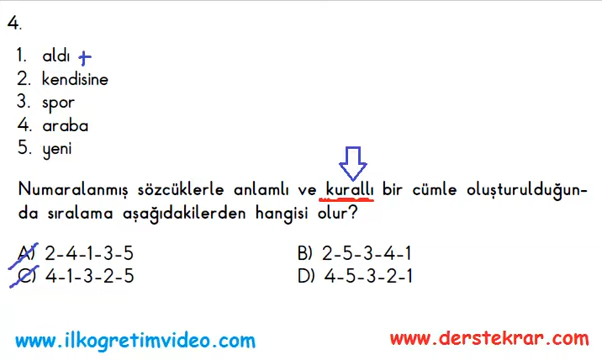 4.
1. aldı +
2. kendisine
3. spor
4. araba
5. yeni
Numaralanmış sözcüklerle anlamlı ve kurallı bir cümle oluşturulduğun-
da sıralama aşağıdakilerden hangisi olur?
A) 2-4-1-3-5 B) 2-5-3-4-1
C) 4-1-3-2-5 D) 4-5-3-2-1
www.ilkogretimvideo.com www.derstekrar.com